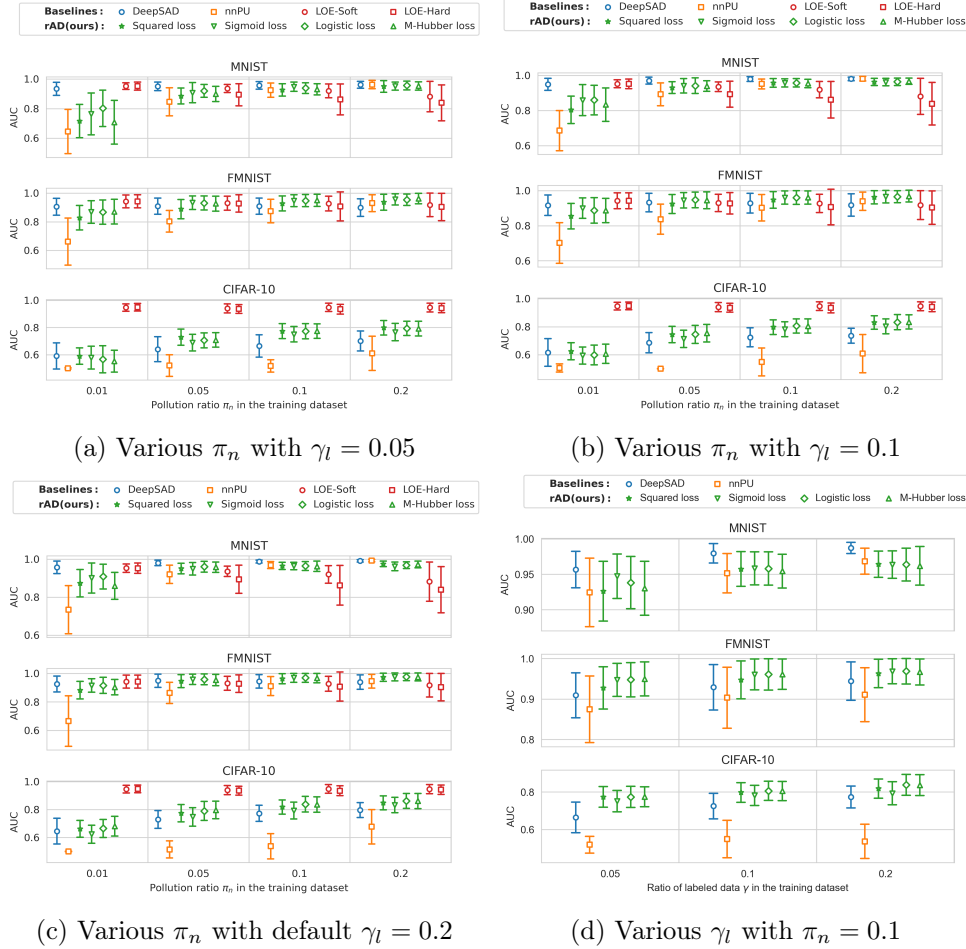 Baselines: DeepSAD nnPU LOE-Soft LOE-Hard
rAD(ours): Squared loss Sigmoid loss Logistic loss M-Hubber loss
MNIST
1.0
0.8
0.6
AUC
FMNIST
1.0
0.8
0.6
AUC
CIFAR-10
1.0
0.8
0.6
AUC
0.01 0.05 0.1 0.2
Pollution ratio πn in the training dataset
(a) Various πn with γl = 0.05
Baselines: DeepSAD nnPU LOE-Soft LOE-Hard
rAD(ours): Squared loss Sigmoid loss Logistic loss M-Hubber loss
MNIST
1.0
0.8
0.6
AUC
FMNIST
1.0
0.8
0.6
AUC
CIFAR-10
1.0
0.8
0.6
AUC
0.01 0.05 0.1 0.2
Pollution ratio πn in the training dataset
(b) Various πn with γl = 0.1
Baselines: DeepSAD nnPU LOE-Soft LOE-Hard
rAD(ours): Squared loss Sigmoid loss Logistic loss M-Hubber loss
MNIST
1.0
0.8
0.6
AUC
FMNIST
1.0
0.8
0.6
AUC
CIFAR-10
1.0
0.8
0.6
AUC
0.01 0.05 0.1 0.2
Pollution ratio πn in the training dataset
(c) Various πn with default γl = 0.2
Baselines: DeepSAD nnPU
rAD(ours): Squared loss Sigmoid loss Logistic loss M-Hubber loss
MNIST
1.00
0.95
0.90
AUC
FMNIST
1.0
0.9
0.8
AUC
CIFAR-10
0.8
0.6
AUC
0.05 0.1 0.2
Ratio of labeled data γ in the training dataset
(d) Various γl with πn = 0.1